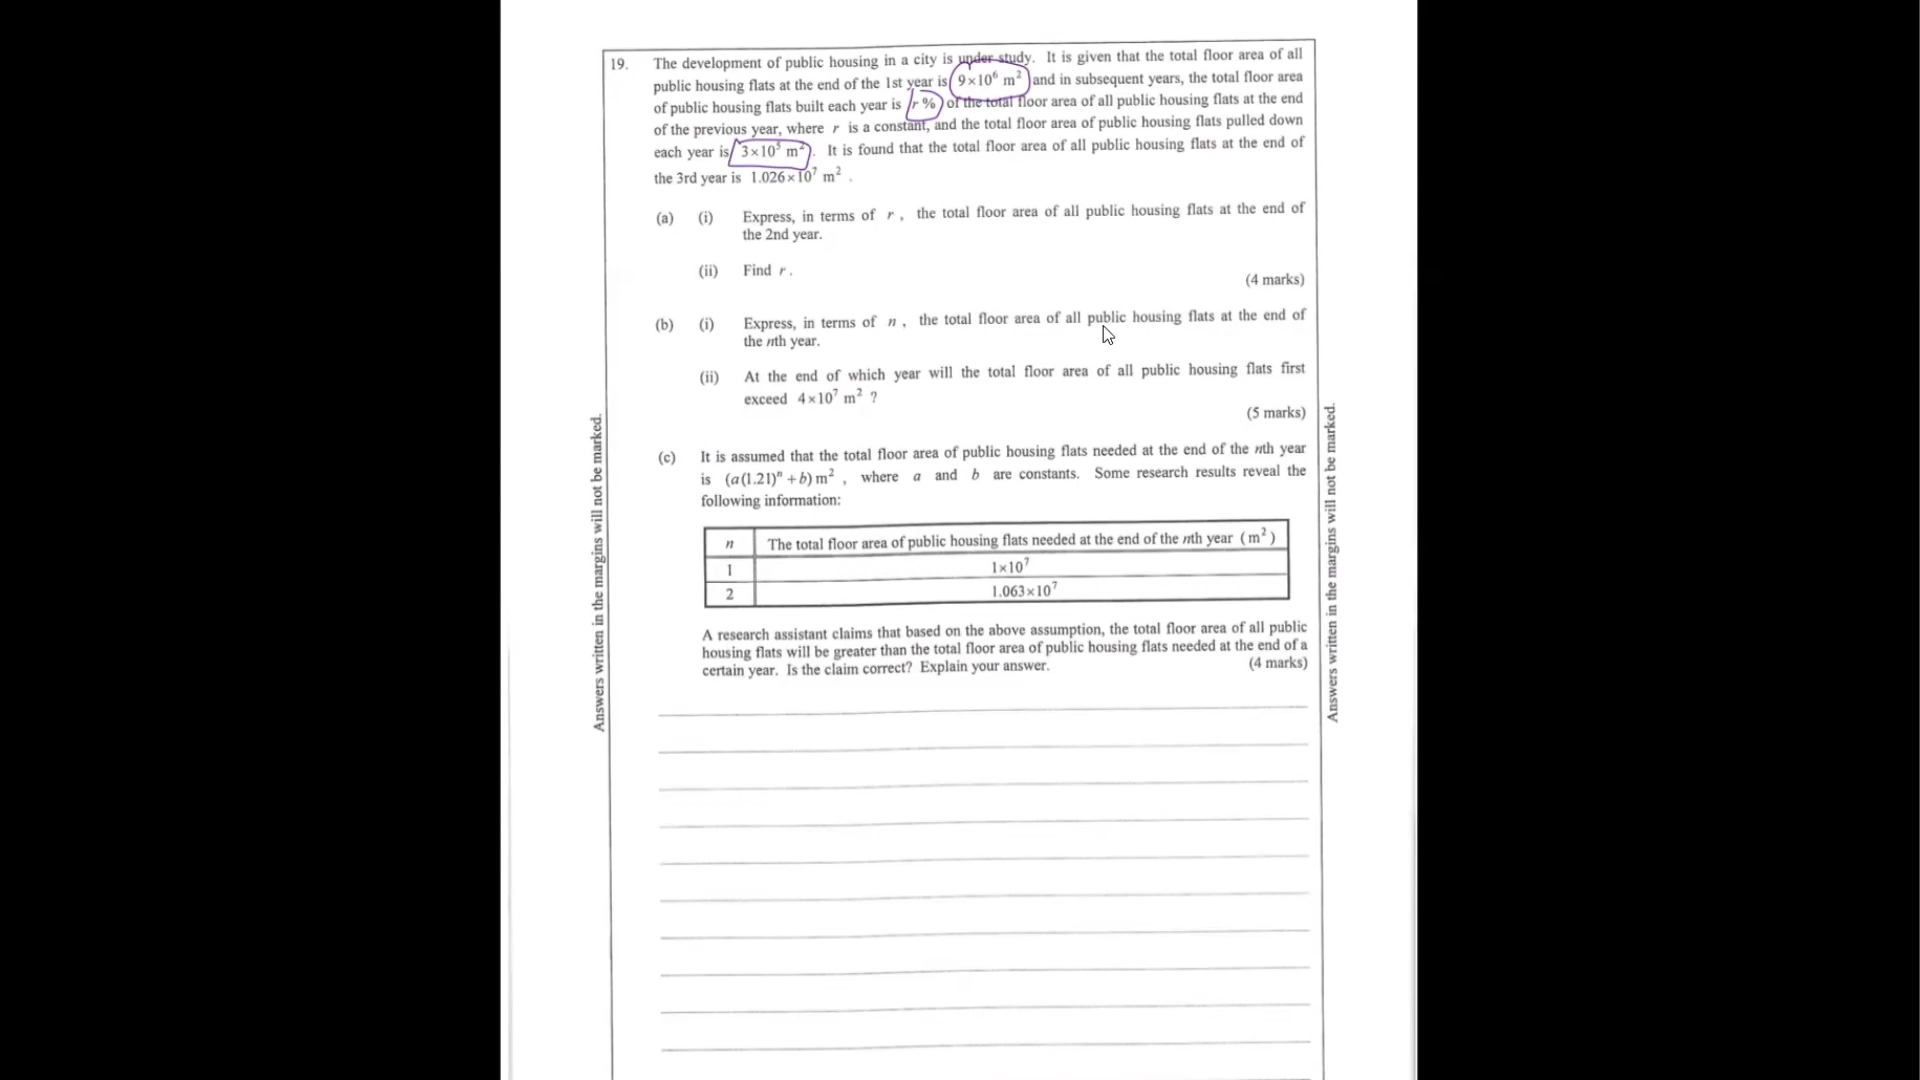 19. The development of public housing in a city is under study. It is given that the total floor area of all
public housing flats at the end of the 1st year is 9×10⁶ m² and in subsequent years, the total floor area
of public housing flats built each year is r % of the total floor area of all public housing flats at the end
of the previous year, where r is a constant, and the total floor area of public housing flats pulled down
each year is 3×10⁵ m². It is found that the total floor area of all public housing flats at the end of
the 3rd year is 1.026×10⁷ m² .
(a) (i) Express, in terms of r , the total floor area of all public housing flats at the end of
the 2nd year.
(ii) Find r .
(4 marks)
(b) (i) Express, in terms of n , the total floor area of all public housing flats at the end of
the nth year.
(ii) At the end of which year will the total floor area of all public housing flats first
exceed 4×10⁷ m² ?
(5 marks)
(c) It is assumed that the total floor area of public housing flats needed at the end of the nth year
is (a(1.21)ⁿ + b) m² , where a and b are constants. Some research results reveal the
following information:
n The total floor area of public housing flats needed at the end of the nth year (m²)
1 1×10⁷
2 1.063×10⁷
A research assistant claims that based on the above assumption, the total floor area of all public
housing flats will be greater than the total floor area of public housing flats needed at the end of a
certain year. Is the claim correct? Explain your answer. (4 marks)
Answers written in the margins will not be marked.
Answers written in the margins will not be marked.